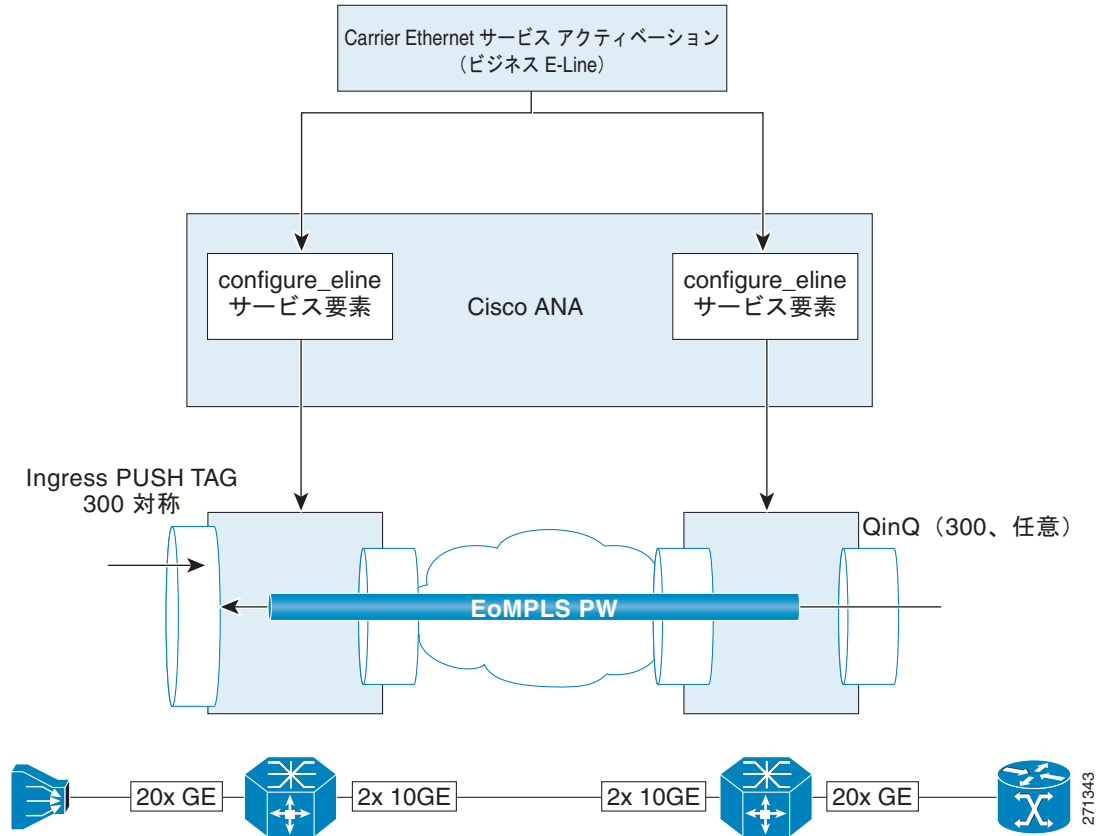 Carrier Ethernet サービス アクティベーション
（ビジネス E-Line）
configure_eline
サービス要素
Cisco ANA
configure_eline
サービス要素
Ingress PUSH TAG
300 対称
QinQ（300、任意）
EoMPLS PW
20x GE
2x 10GE
2x 10GE
20x GE
271343